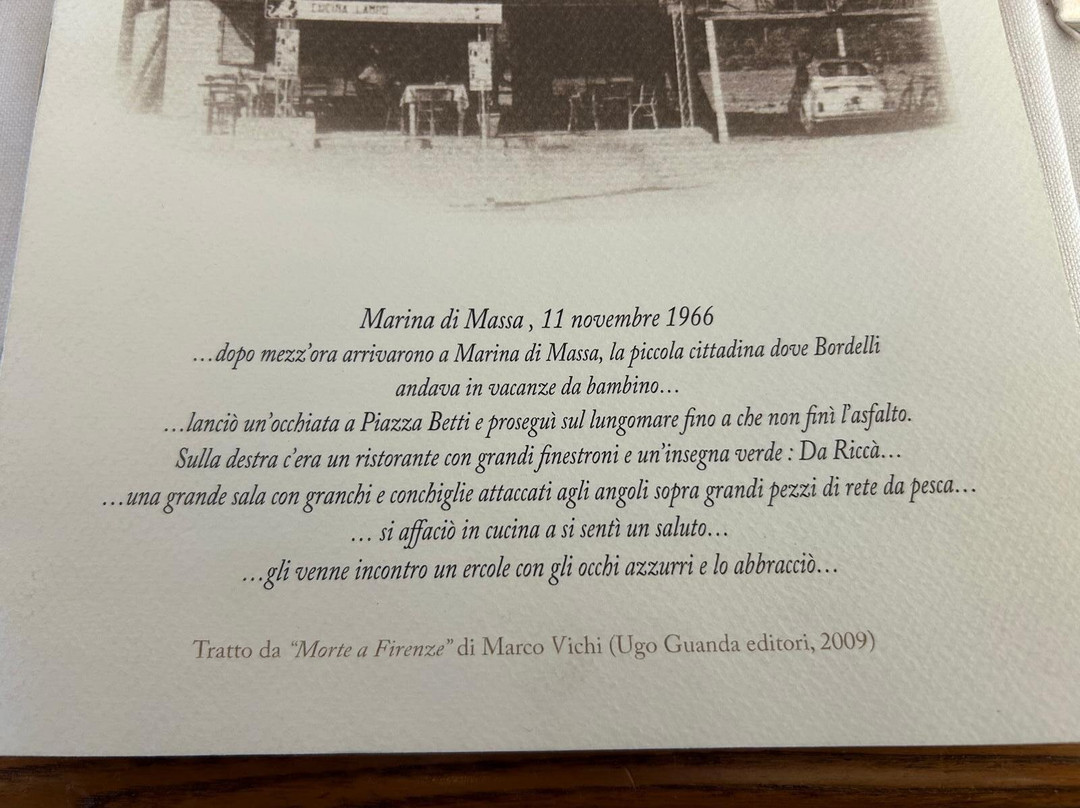 CUCINA LAMPO
Marina di Massa , 11 novembre 1966
…dopo mezz’ora arrivarono a Marina di Massa, la piccola cittadina dove Bordelli
andava in vacanze da bambino…
…lanciò un’occhiata a Piazza Betti e proseguì sul lungomare fino a che non finì l’asfalto.
Sulla destra c’era un ristorante con grandi finestroni e un’insegna verde : Da Riccà…
…una grande sala con granchi e conchiglie attaccati agli angoli sopra grandi pezzi di rete da pesca…
… si affaciò in cucina a si sentì un saluto…
…gli venne incontro un ercole con gli occhi azzurri e lo abbracciò…
Tratto da “Morte a Firenze” di Marco Vichi (Ugo Guanda editori, 2009)